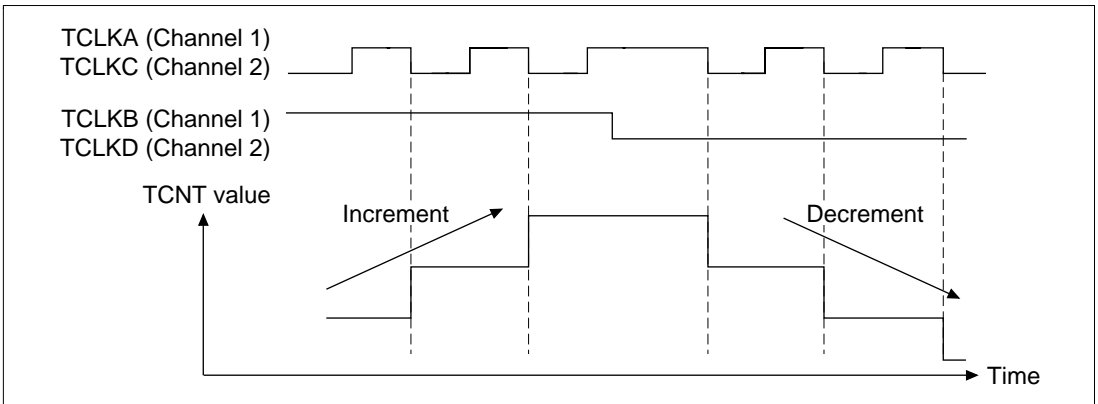 TCLKA (Channel 1)
TCLKC (Channel 2)
TCLKB (Channel 1)
TCLKD (Channel 2)
TCNT value
Increment
Decrement
Time